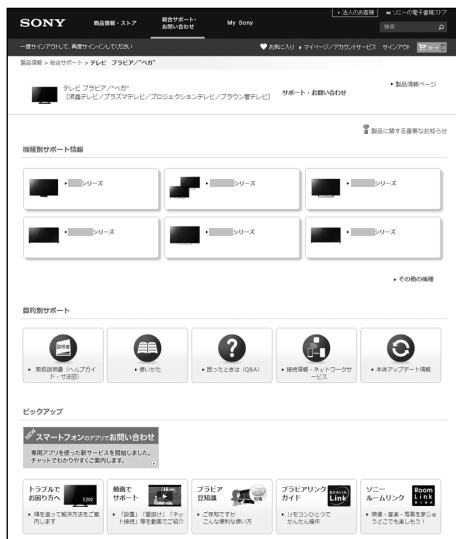 法人のお客様
ソニーの電子書籍ストア
SONY
商品情報・ストア
総合サポート・
お問い合わせ
My Sony
検索
一度サインアウトして、再度サインインしてください
お気に入り
マイページ/アカウントサービス
サインアウト
カート 0
製品情報 > 総合サポート > テレビ ブラビア/"ベガ"
テレビ ブラビア/"ベガ"
[液晶テレビ/プラズマテレビ/プロジェクションテレビ/ブラウン管テレビ]
サポート・お問い合わせ
製品情報ページ
製品に関する重要なお知らせ
機種別サポート情報
シリーズ
シリーズ
シリーズ
シリーズ
シリーズ
シリーズ
その他の機種
目的別サポート
説明書
取扱説明書(ヘルプガイ
ド・寸法図)
使いかた
?
困ったときは(Q&A)
接続情報・ネットワークサ
ービス
本体アップデート情報
ピックアップ
NEW
スマートフォンのアプリでお問い合わせ
専用アプリを使った新サービスを開始しました。
チャットでわかりやすくご案内します。
トラブルで
お困り方へ
E202
順を追って解決方法をご案
内します
動画で
サポート
「設置」「壁掛け」「ネッ
ト接続」等を動画でご紹介
ブラビア
豆知識
ご存知ですか
こんな便利な使い方
ブラビアリンク
ガイド
BRAVIA
Link
リモコンひとつで
かんたん操作
ソニー
ルームリンク
Room
Link
映像・音楽・写真を家じゅ
うどこでも楽しもう!